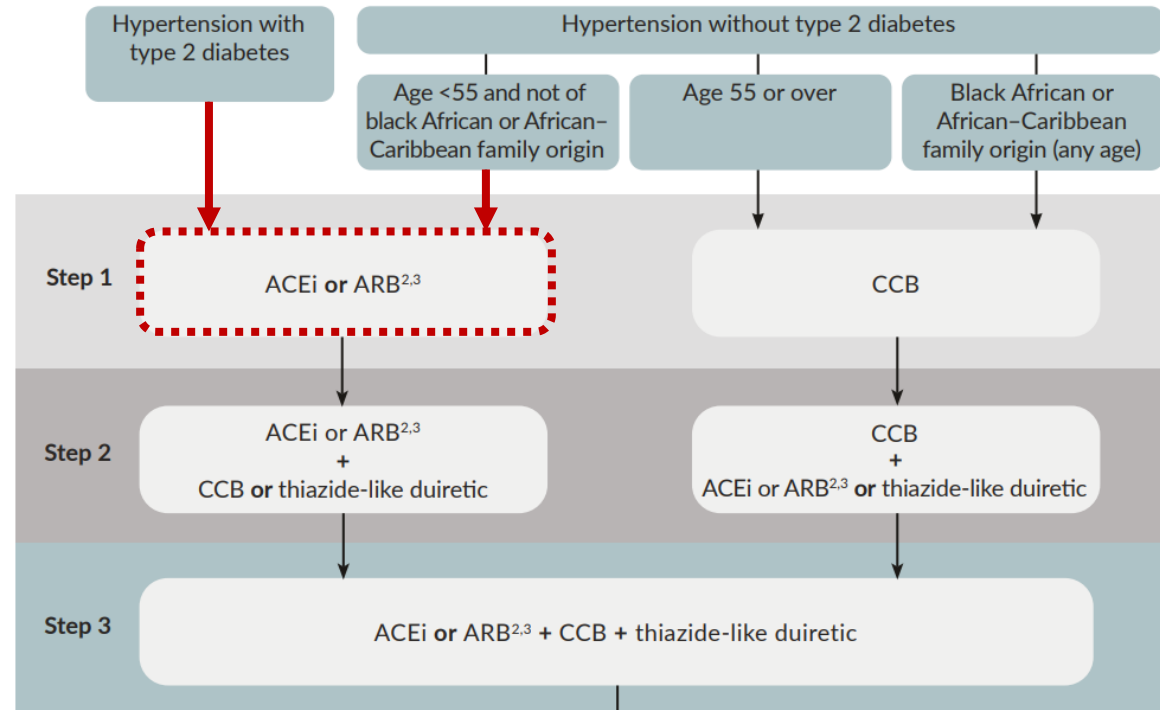 Hypertension with
type 2 diabetes
Hypertension without type 2 diabetes
Age <55 and not of
black African or African–
Caribbean family origin
Age 55 or over
Black African or
African–Caribbean
family origin (any age)
Step 1
ACEi or ARB2,3
CCB
Step 2
ACEi or ARB2,3
+
CCB or thiazide-like duiretic
CCB
+
ACEi or ARB2,3 or thiazide-like duiretic
Step 3
ACEi or ARB2,3 + CCB + thiazide-like duiretic